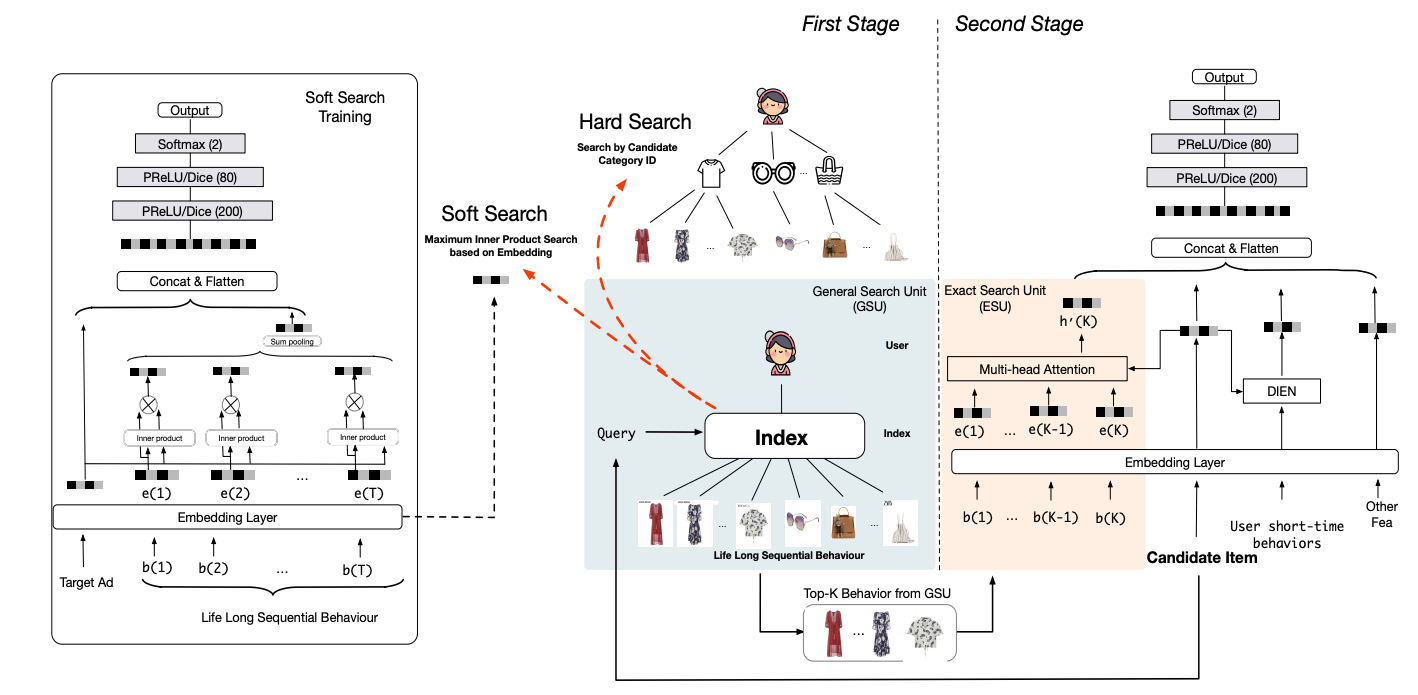 First Stage
Second Stage
Soft Search
Training
Output
Softmax (2)
PReLU/Dice (80)
PReLU/Dice (200)
Concat & Flatten
Sum pooling
Inner product
Inner product
Inner product
e(1)
e(2)
...
e(T)
Embedding Layer
Target Ad
b(1)
b(2)
...
b(T)
Life Long Sequential Behaviour
Hard Search
Search by Candidate
Category ID
Soft Search
Maximum Inner Product Search
based on Embedding
...
...
...
General Search Unit
(GSU)
User
Query
Index
Index
...
...
Life Long Sequential Behaviour
Top-K Behavior from GSU
...
Output
Softmax (2)
PReLU/Dice (80)
PReLU/Dice (200)
Concat & Flatten
Exact Search Unit
(ESU)
h′(K)
Multi-head Attention
DIEN
e(1)
...
e(K-1)
e(K)
Embedding Layer
b(1)
...
b(K-1)
b(K)
Candidate Item
User short-time
behaviors
Other
Fea